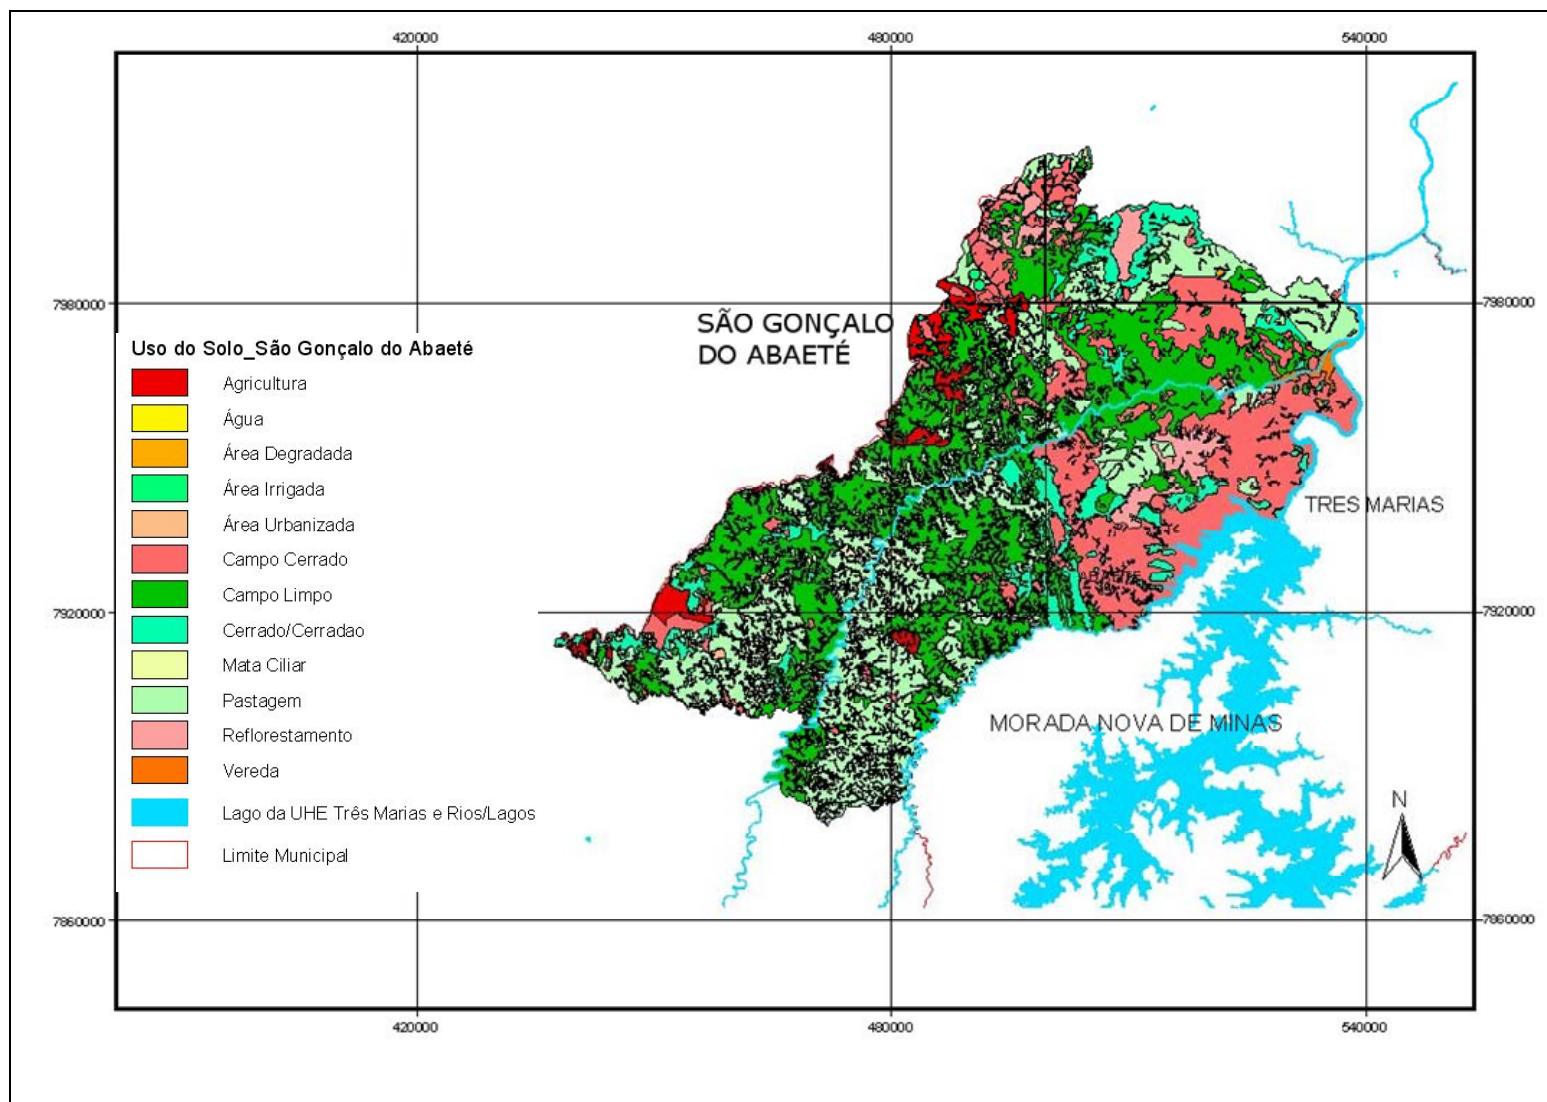 420000
480000
540000
7980000
7980000
SÃO GONÇALO
DO ABAETÉ
Uso do Solo_São Gonçalo do Abaeté
Agricultura
Água
Área Degradada
Área Irrigada
Área Urbanizada
Campo Cerrado
Campo Limpo
Cerrado/Cerradao
Mata Ciliar
Pastagem
Reflorestamento
Vereda
Lago da UHE Três Marias e Rios/Lagos
Limite Municipal
TRES MARIAS
7920000
7920000
MORADA NOVA DE MINAS
N
7860000
7860000
420000
480000
540000